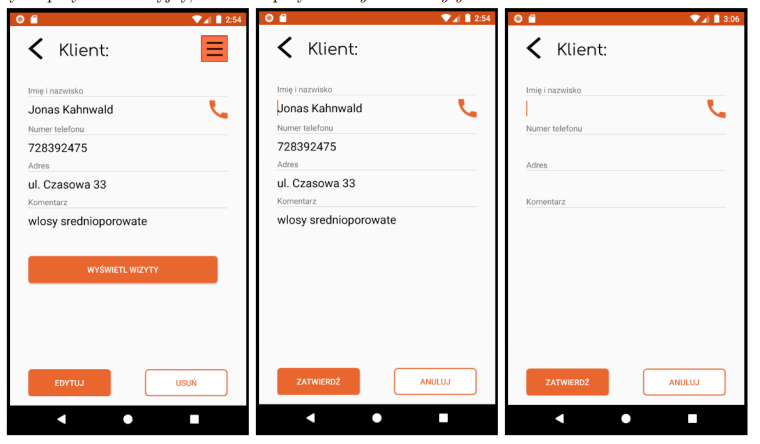 2:54
Klient:
Imię i nazwisko
Jonas Kahnwald
Numer telefonu
728392475
Adres
ul. Czasowa 33
Komentarz
wlosy srednioporowate
WYŚWIETL WIZYTY
EDYTUJ
USUŃ
2:54
Klient:
Imię i nazwisko
Jonas Kahnwald
Numer telefonu
728392475
Adres
ul. Czasowa 33
Komentarz
wlosy srednioporowate
ZATWIERDŹ
ANULUJ
3:06
Klient:
Imię i nazwisko
Numer telefonu
Adres
Komentarz
ZATWIERDŹ
ANULUJ